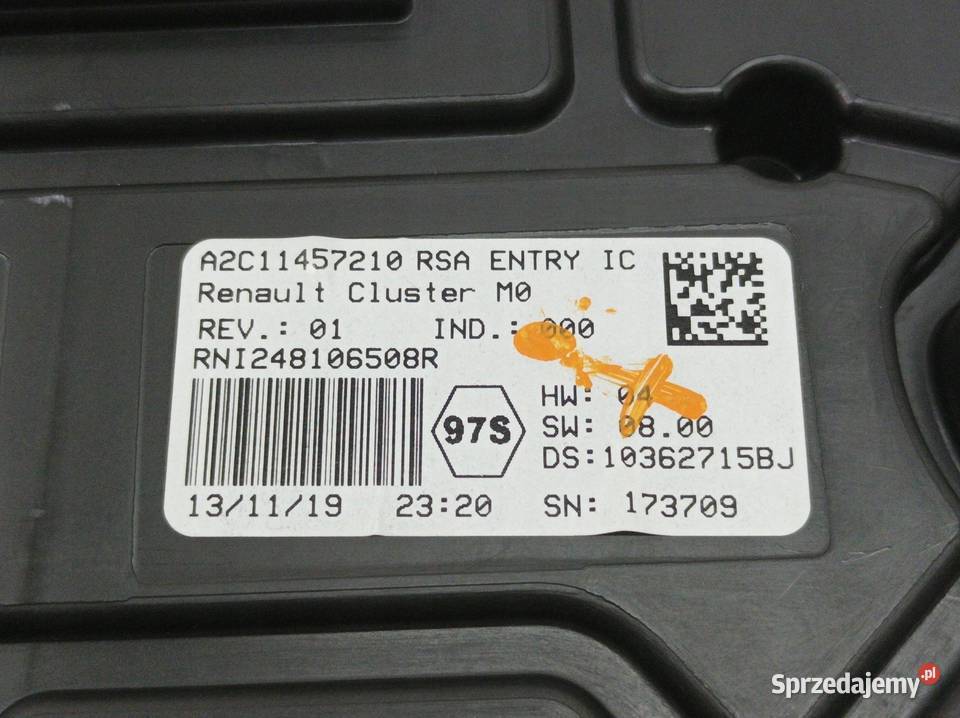 A2C11457210 RSA ENTRY IC
Renault Cluster M0
REV.: 01 IND.: 000
RNI248106508R
97S
HW: 04
SW: 08.00
DS:10362715BJ
13/11/19 23:20 SN: 173709
Sprzedajemy.pl